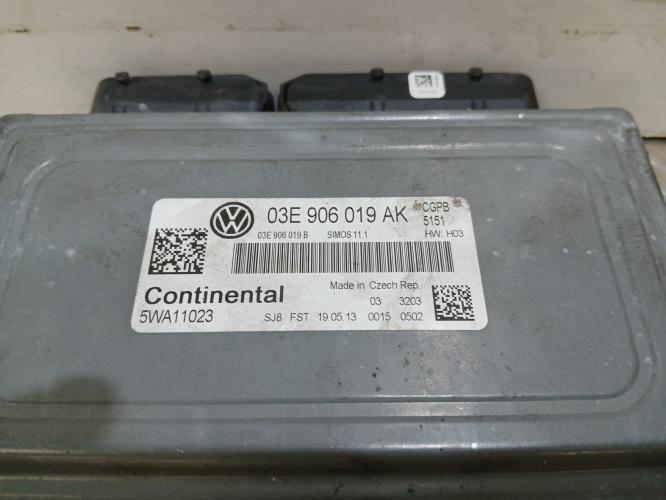 03E 906 019 AK CGPB
5151
03E 906 019 B SIMOS 11.1 HW: H03
Made in Czech Rep.
Continental 03 3203
5WA11023 SJ8 FST 19.05.13 0015 0502